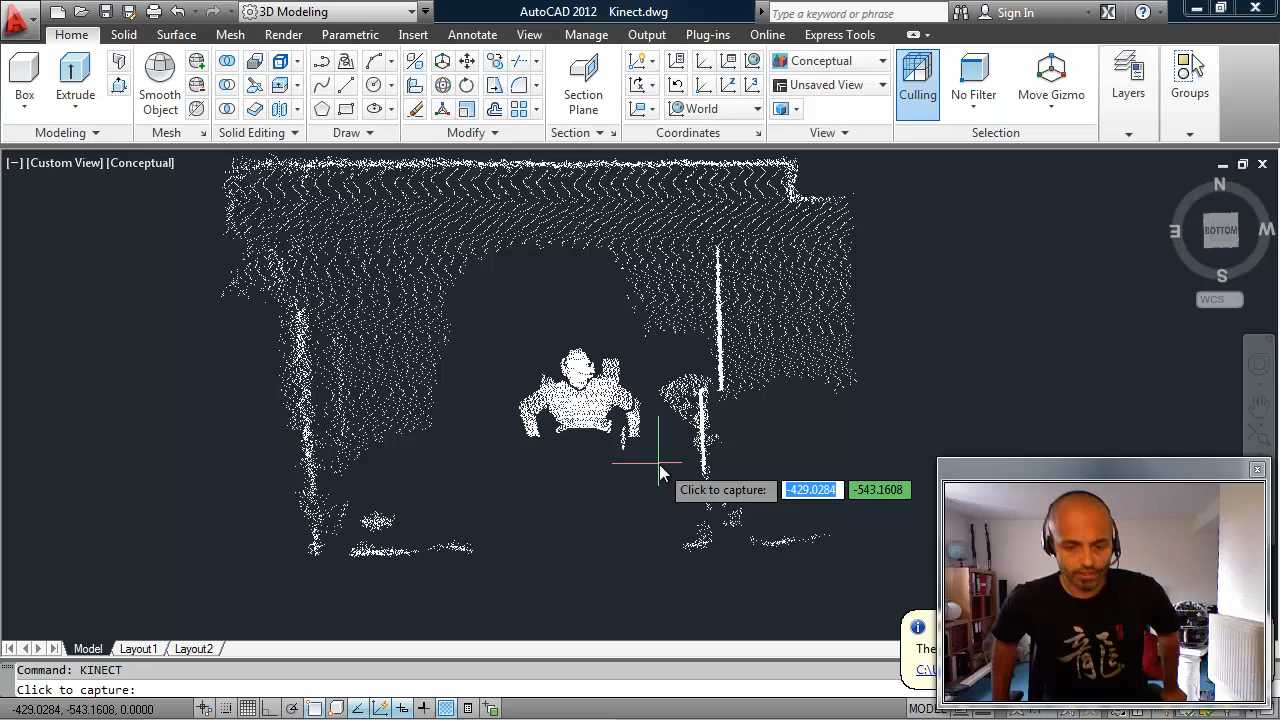 3D Modeling
AutoCAD 2012 Kinect.dwg
Type a keyword or phrase
Sign In
Home Solid Surface Mesh Render Parametric Insert Annotate View Manage Output Plug-ins Online Express Tools
Box
Extrude
Smooth Object
Section Plane
Conceptual
Unsaved View
World
Culling
No Filter
Move Gizmo
Layers
Groups
Modeling Mesh Solid Editing Draw Modify Section Coordinates View Selection
[−] [Custom View] [Conceptual]
N
E BOTTOM W
S
WCS
Click to capture: -429.0284 -543.1608
龍
The
C:\U
Model Layout1 Layout2
Command: KINECT
Click to capture:
-429.0284, -543.1608, 0.0000
MODEL